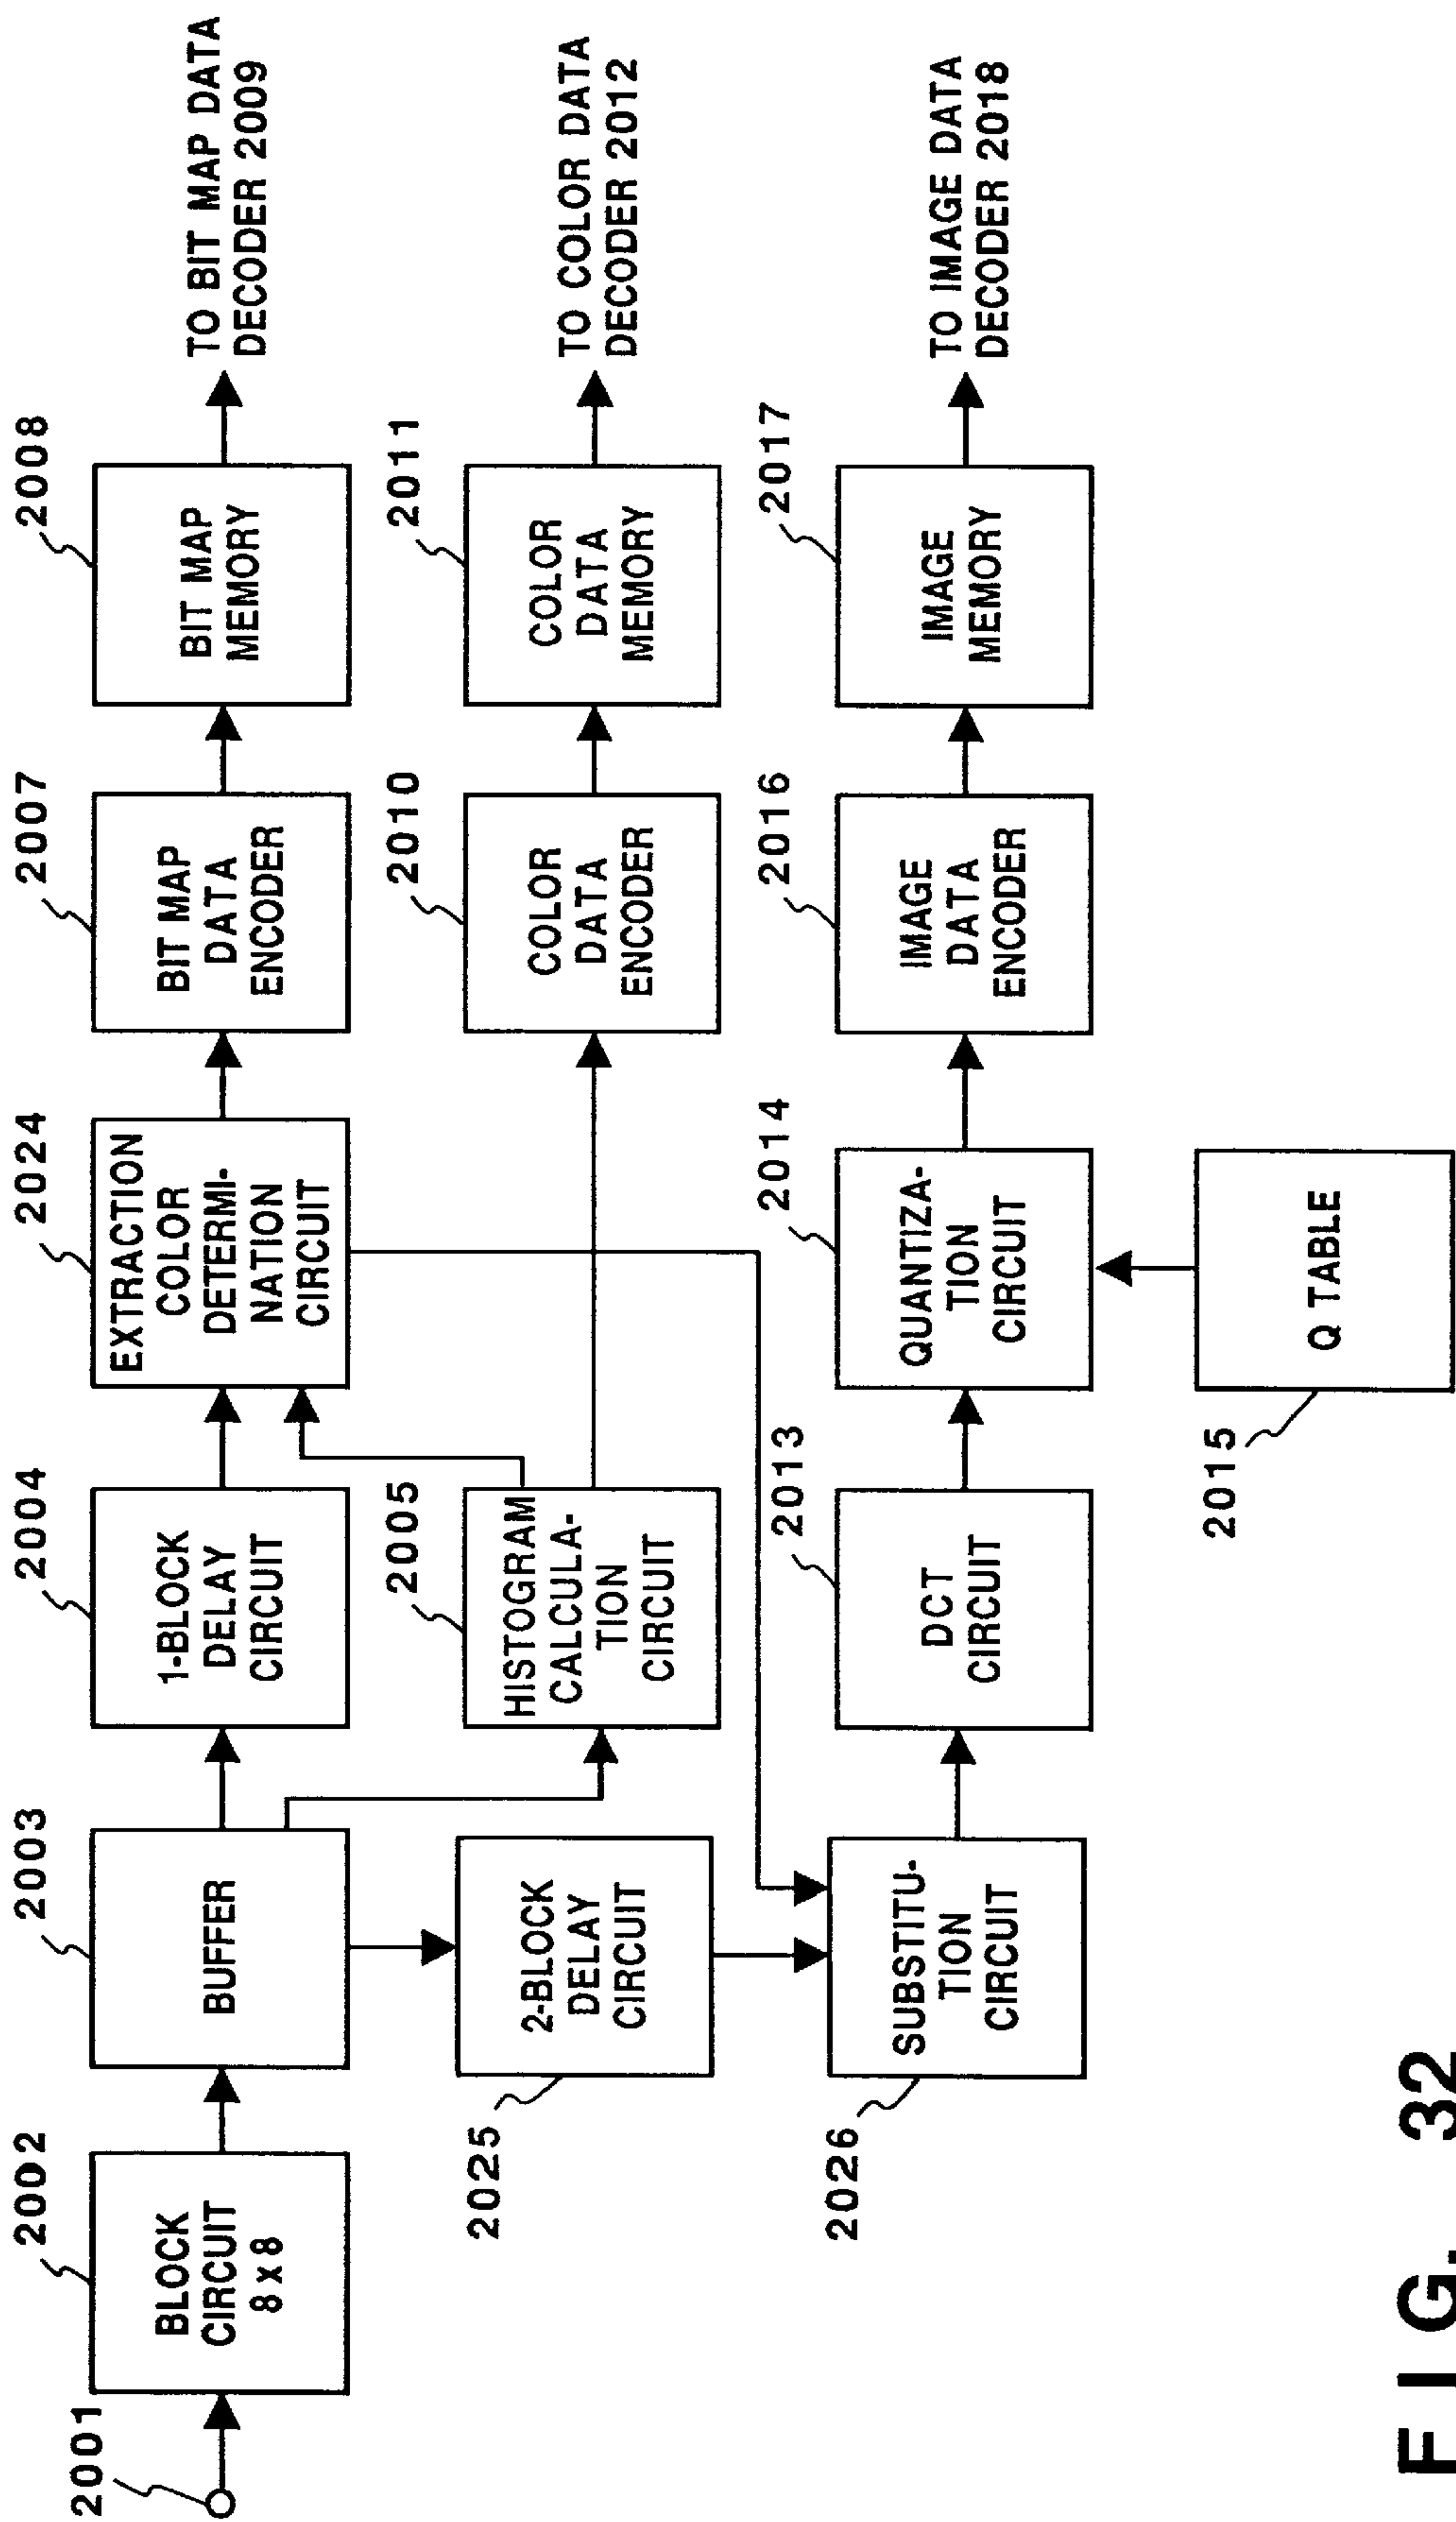 2001
2002
BLOCK
CIRCUIT
8 x 8
2003
BUFFER
2004
1-BLOCK
DELAY
CIRCUIT
2024
EXTRACTION
COLOR
DETERMI-
NATION
CIRCUIT
2007
BIT MAP
DATA
ENCODER
2008
BIT MAP
MEMORY
TO BIT MAP DATA
DECODER 2009
2025
2-BLOCK
DELAY
CIRCUIT
2005
HISTOGRAM
CALCULA-
TION
CIRCUIT
2010
COLOR
DATA
ENCODER
2011
COLOR
DATA
MEMORY
TO COLOR DATA
DECODER 2012
2026
SUBSTITU-
TION
CIRCUIT
2013
DCT
CIRCUIT
2014
QUANTIZA-
TION
CIRCUIT
2016
IMAGE
DATA
ENCODER
2017
IMAGE
MEMORY
TO IMAGE DATA
DECODER 2018
2015
Q TABLE
FIG. 32